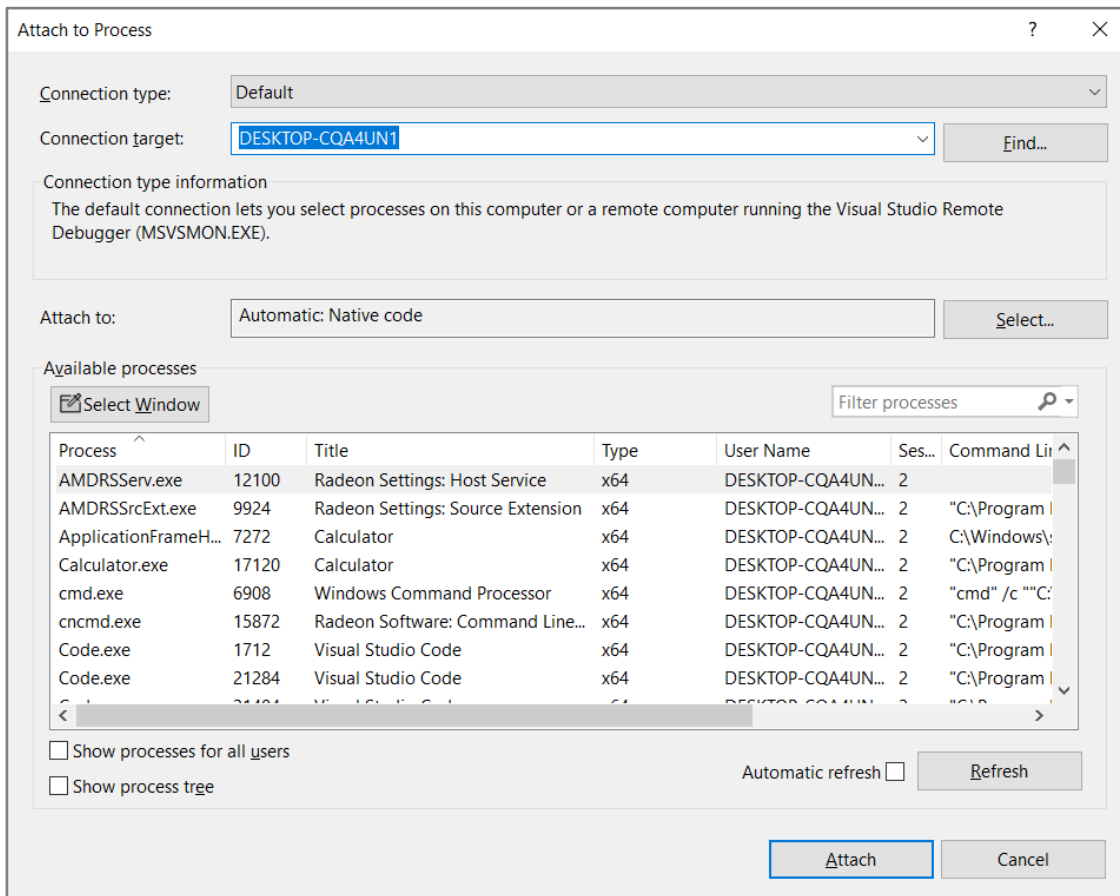 Attach to Process
?
Connection type:
Default
Connection target:
DESKTOP-CQA4UN1
Find...
Connection type information
The default connection lets you select processes on this computer or a remote computer running the Visual Studio Remote
Debugger (MSVSMON.EXE).
Attach to:
Automatic: Native code
Select...
Available processes
Select Window
Filter processes
Process ID Title Type User Name Ses... Command Lin
AMDRSServ.exe 12100 Radeon Settings: Host Service x64 DESKTOP-CQA4UN... 2
AMDRSSrcExt.exe 9924 Radeon Settings: Source Extension x64 DESKTOP-CQA4UN... 2 "C:\Program
ApplicationFrameH... 7272 Calculator x64 DESKTOP-CQA4UN... 2 C:\Windows\s
Calculator.exe 17120 Calculator x64 DESKTOP-CQA4UN... 2 "C:\Program
cmd.exe 6908 Windows Command Processor x64 DESKTOP-CQA4UN... 2 "cmd" /c ""C:
cncmd.exe 15872 Radeon Software: Command Line... x64 DESKTOP-CQA4UN... 2 "C:\Program
Code.exe 1712 Visual Studio Code x64 DESKTOP-CQA4UN... 2 "C:\Program
Code.exe 21284 Visual Studio Code x64 DESKTOP-CQA4UN... 2 "C:\Program
Show processes for all users
Show process tree
Automatic refresh
Refresh
Attach
Cancel